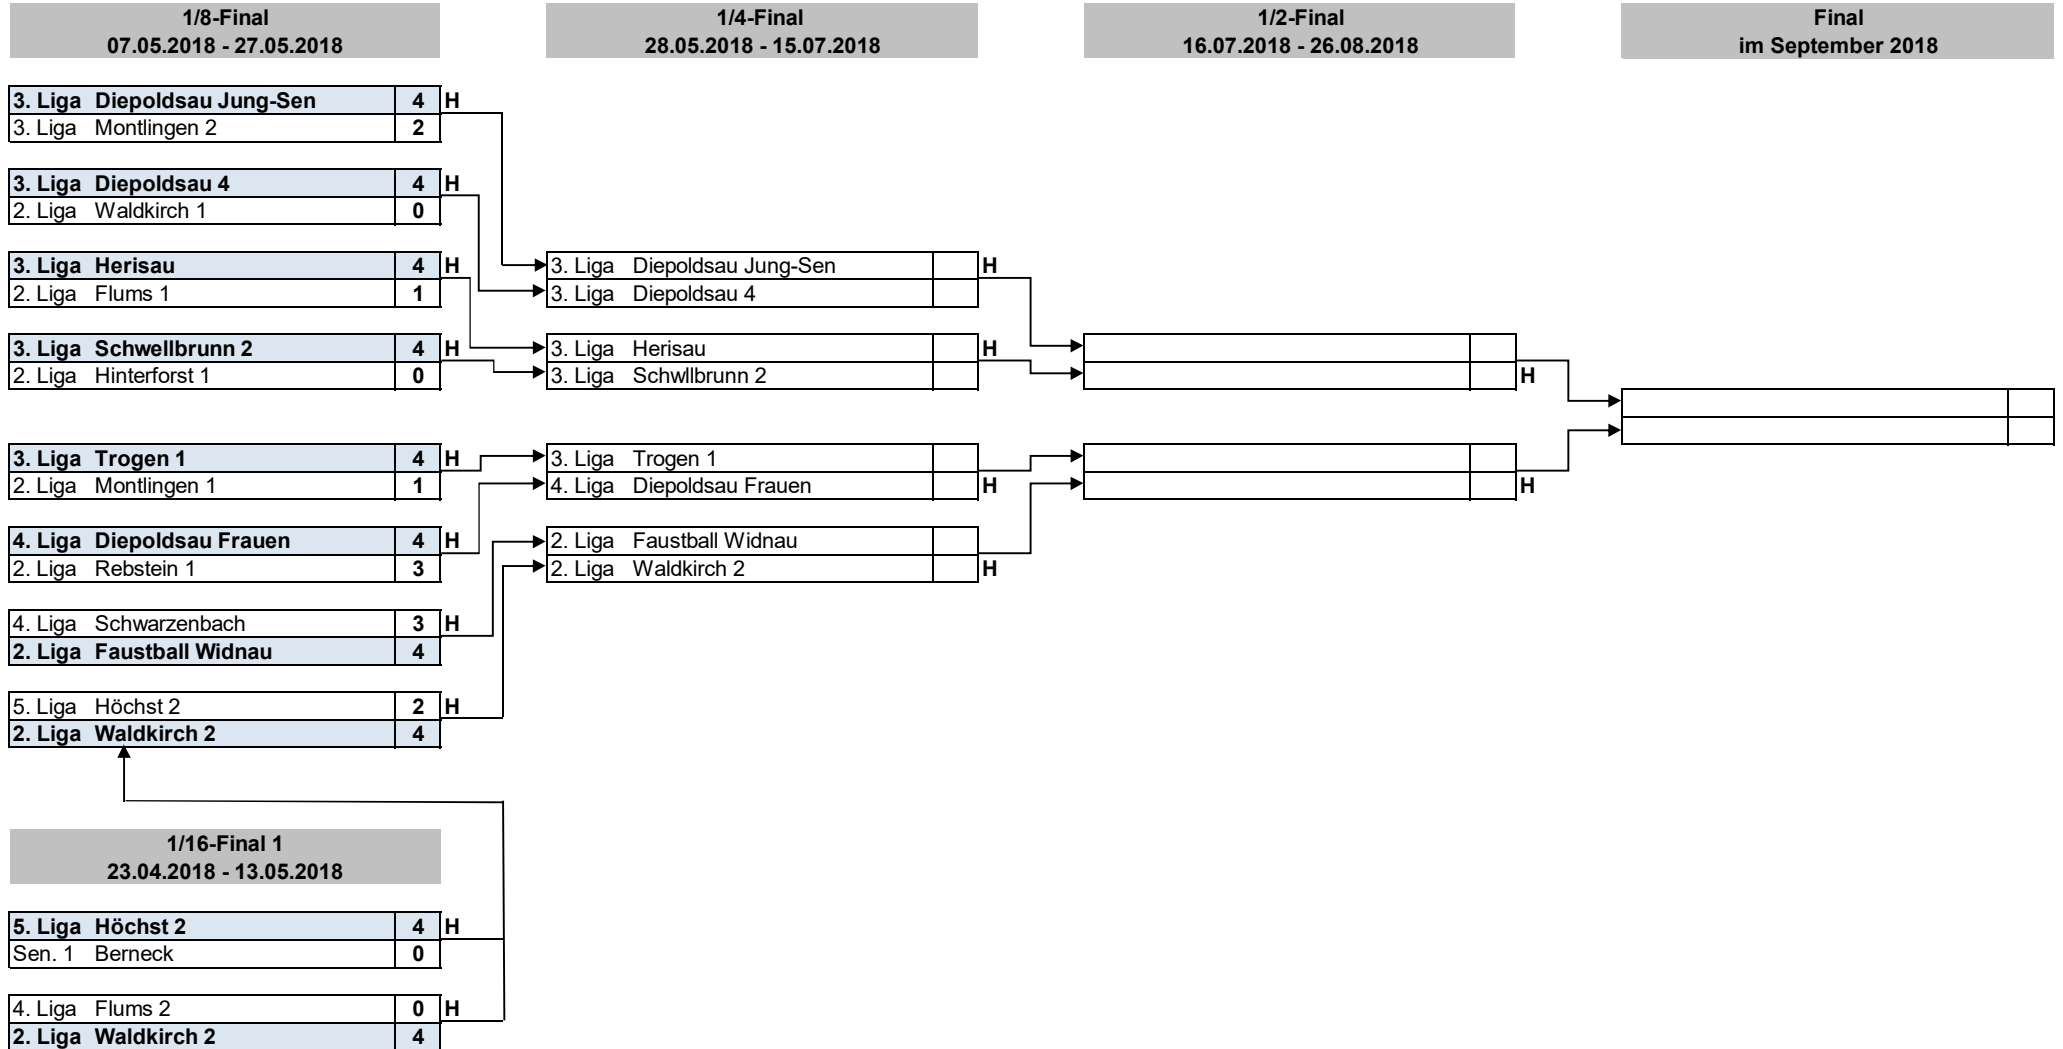 1/8-Final
07.05.2018 - 27.05.2018
1/4-Final
28.05.2018 - 15.07.2018
1/2-Final
16.07.2018 - 26.08.2018
Final
im September 2018
3. Liga Diepoldsau Jung-Sen 4 H
3. Liga Montlingen 2 2
3. Liga Diepoldsau 4 4 H
2. Liga Waldkirch 1 0
3. Liga Herisau 4 H
2. Liga Flums 1 1
3. Liga Schwellbrunn 2 4 H
2. Liga Hinterforst 1 0
3. Liga Trogen 1 4 H
2. Liga Montlingen 1 1
4. Liga Diepoldsau Frauen 4 H
2. Liga Rebstein 1 3
4. Liga Schwarzenbach 3 H
2. Liga Faustball Widnau 4
5. Liga Höchst 2 2 H
2. Liga Waldkirch 2 4
3. Liga Diepoldsau Jung-Sen H
3. Liga Diepoldsau 4
3. Liga Herisau H
3. Liga Schwllbrunn 2
3. Liga Trogen 1
4. Liga Diepoldsau Frauen H
2. Liga Faustball Widnau
2. Liga Waldkirch 2 H
H
H
1/16-Final 1
23.04.2018 - 13.05.2018
5. Liga Höchst 2 4 H
Sen. 1 Berneck 0
4. Liga Flums 2 0 H
2. Liga Waldkirch 2 4